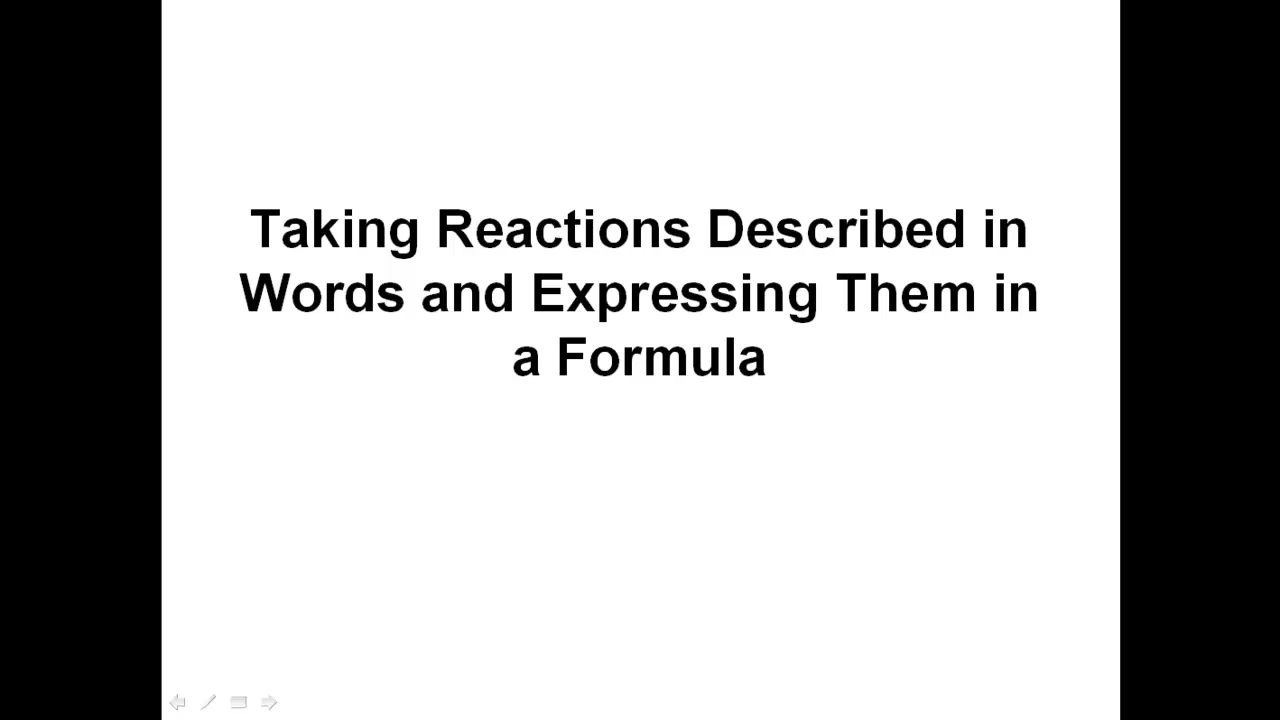 Taking Reactions Described in
Words and Expressing Them in
a Formula